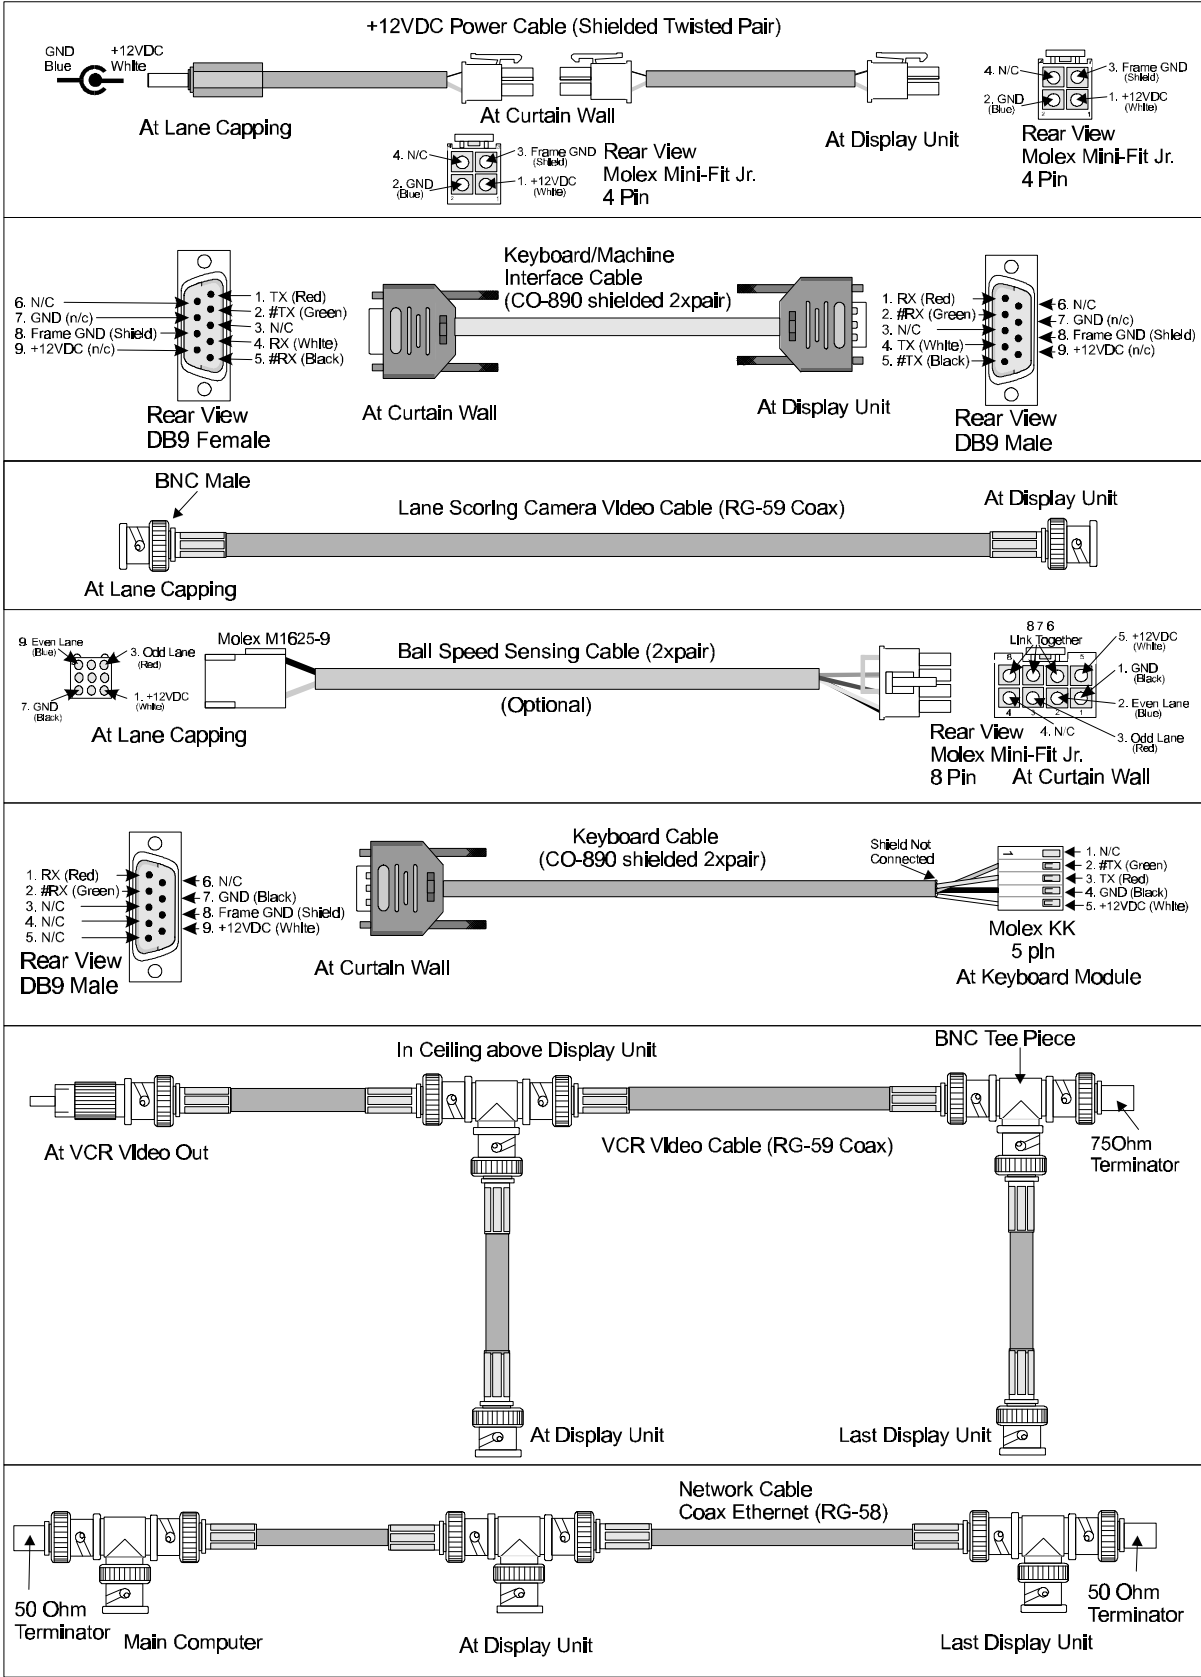 +12VDC Power Cable (Shielded Twisted Pair)
GND
Blue
+12VDC
White
At Lane Capping
At Curtain Wall
At Display Unit
4. N/C
3. Frame GND
(Shield)
2. GND
(Blue)
1. +12VDC
(White)
2
1
Rear View
Molex Mini-Fit Jr.
4 Pin
4. N/C
3. Frame GND
(Shield)
2. GND
(Blue)
1. +12VDC
(White)
2
1
Rear View
Molex Mini-Fit Jr.
4 Pin
Keyboard/Machine
Interface Cable
(CO-890 shielded 2xpair)
6. N/C
7. GND (n/c)
8. Frame GND (Shield)
9. +12VDC (n/c)
1. TX (Red)
2. #TX (Green)
3. N/C
4. RX (White)
5. #RX (Black)
Rear View
DB9 Female
At Curtain Wall
At Display Unit
1. RX (Red)
2. #RX (Green)
3. N/C
4. TX (White)
5. #TX (Black)
6. N/C
7. GND (n/c)
8. Frame GND (Shield)
9. +12VDC (n/c)
Rear View
DB9 Male
BNC Male
Lane Scoring Camera Video Cable (RG-59 Coax)
At Display Unit
At Lane Capping
9. Even Lane
(Blue)
3. Odd Lane
(Red)
7. GND
(Black)
1. +12VDC
(White)
At Lane Capping
Molex M1625-9
Ball Speed Sensing Cable (2xpair)
(Optional)
8 7 6
Link Together
8
5
5. +12VDC
(White)
1. GND
(Black)
2. Even Lane
(Blue)
3. Odd Lane
(Red)
4. N/C
4
3
2
1
Rear View
Molex Mini-Fit Jr.
8 Pin
At Curtain Wall
Keyboard Cable
(CO-890 shielded 2xpair)
1. RX (Red)
2. #RX (Green)
3. N/C
4. N/C
5. N/C
6. N/C
7. GND (Black)
8. Frame GND (Shield)
9. +12VDC (White)
Rear View
DB9 Male
At Curtain Wall
Shield Not
Connected
1
1. N/C
2. #TX (Green)
3. TX (Red)
4. GND (Black)
5. +12VDC (White)
Molex KK
5 pin
At Keyboard Module
In Ceiling above Display Unit
BNC Tee Piece
At VCR Video Out
VCR Video Cable (RG-59 Coax)
75Ohm
Terminator
At Display Unit
Last Display Unit
Network Cable
Coax Ethernet (RG-58)
50 Ohm
Terminator
Main Computer
At Display Unit
Last Display Unit
50 Ohm
Terminator